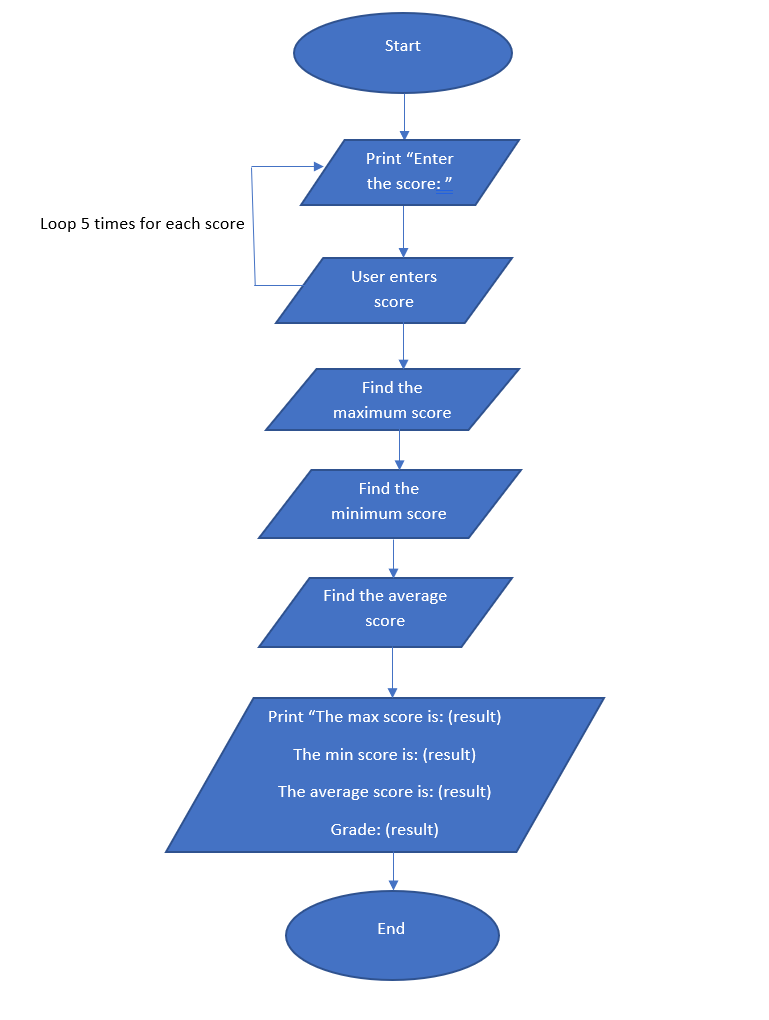 Start
Print “Enter
the score: ”
Loop 5 times for each score
User enters
score
Find the
maximum score
Find the
minimum score
Find the average
score
Print “The max score is: (result)
The min score is: (result)
The average score is: (result)
Grade: (result)
End